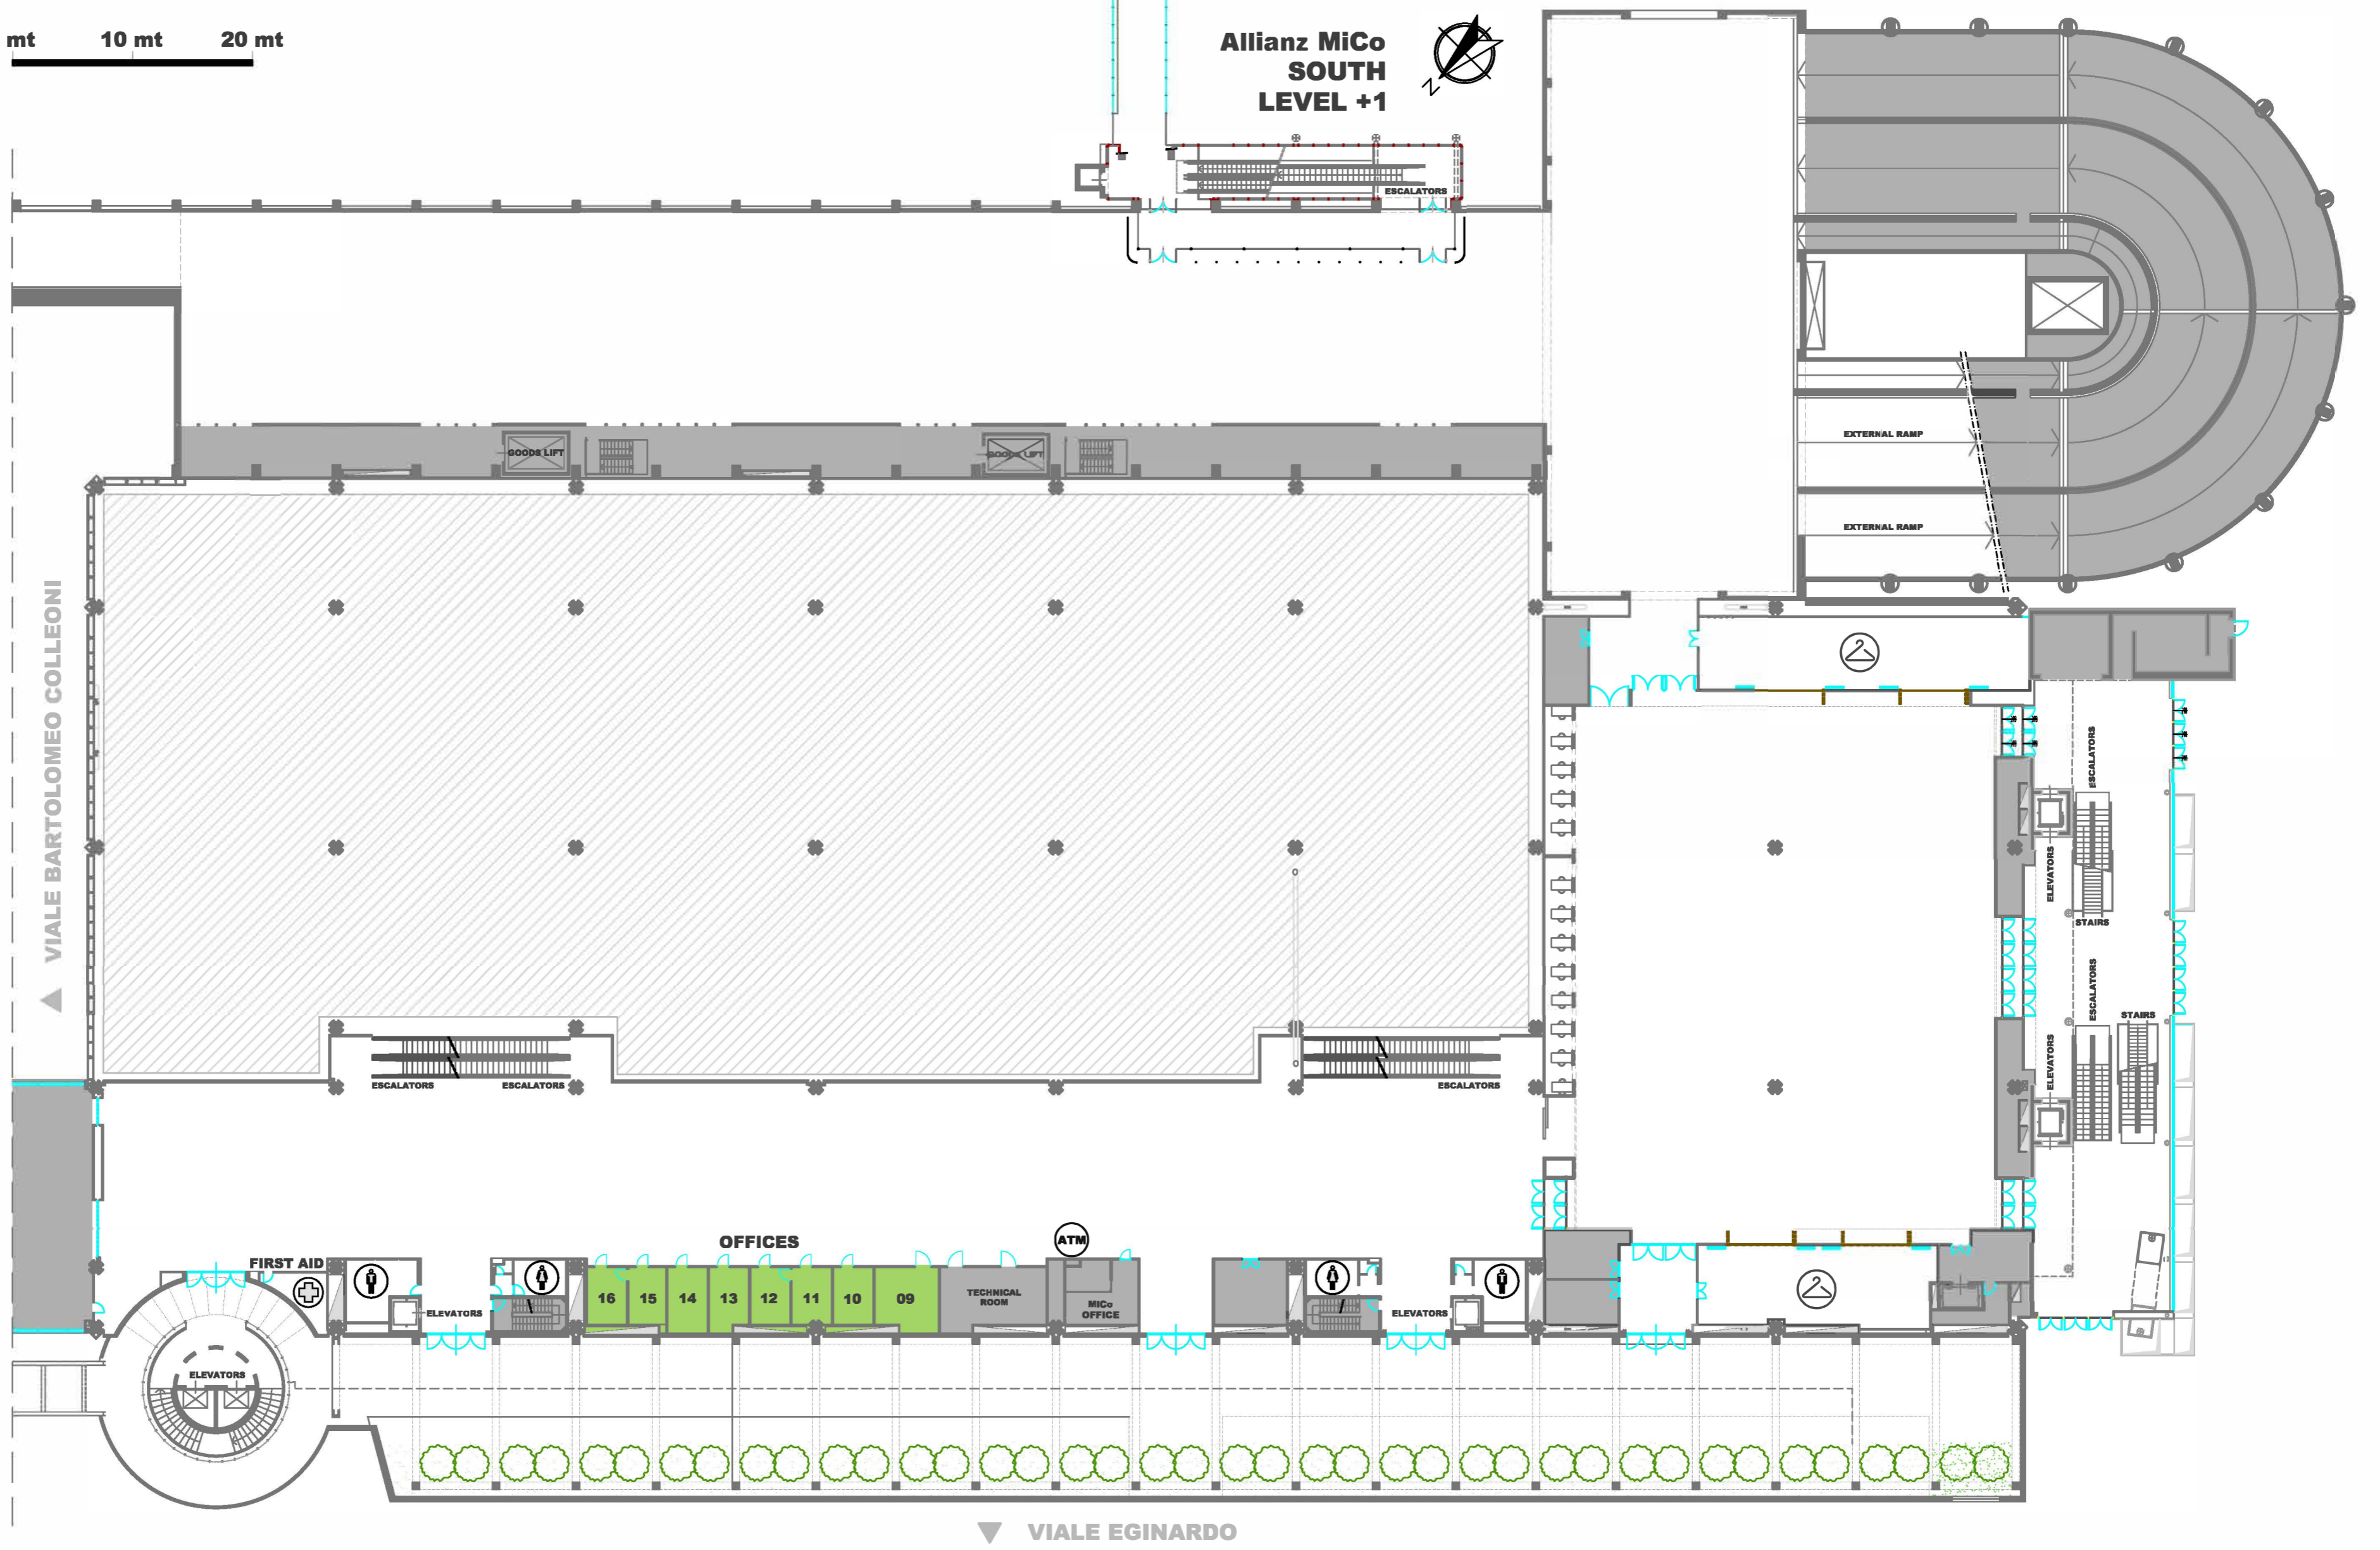 mt 10 mt 20 mt
Allianz MiCo
SOUTH
LEVEL +1
N
ESCALATORS
GOODS LIFT
GOODS LIFT
EXTERNAL RAMP
EXTERNAL RAMP
VIALE BARTOLOMEO COLLEONI
ESCALATORS
ELEVATORS
STAIRS
ESCALATORS
STAIRS
ELEVATORS
ESCALATORS
ESCALATORS
ESCALATORS
OFFICES
ATM
FIRST AID
ELEVATORS
16
15
14
13
12
11
10
09
TECHNICAL
ROOM
MiCo
OFFICE
ELEVATORS
ELEVATORS
VIALE EGINARDO